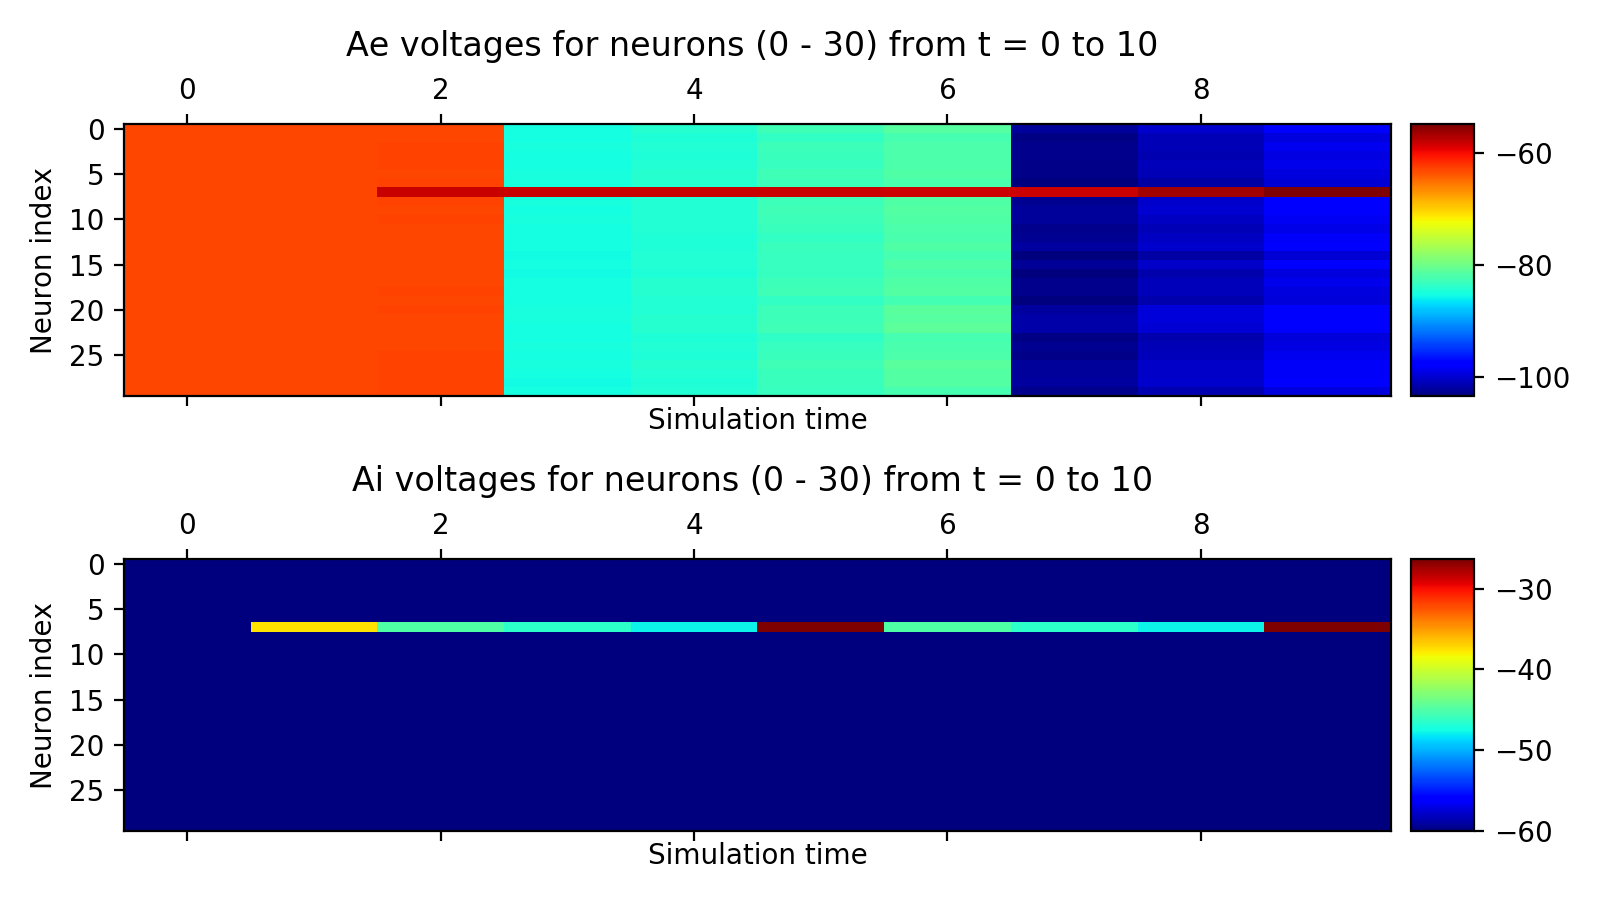 Ae voltages for neurons (0 - 30) from t = 0 to 10
0 2 4 6 8
Neuron index
0
5
10
15
20
25
−60
−80
−100
Simulation time
Ai voltages for neurons (0 - 30) from t = 0 to 10
0 2 4 6 8
Neuron index
0
5
10
15
20
25
−30
−40
−50
−60
Simulation time